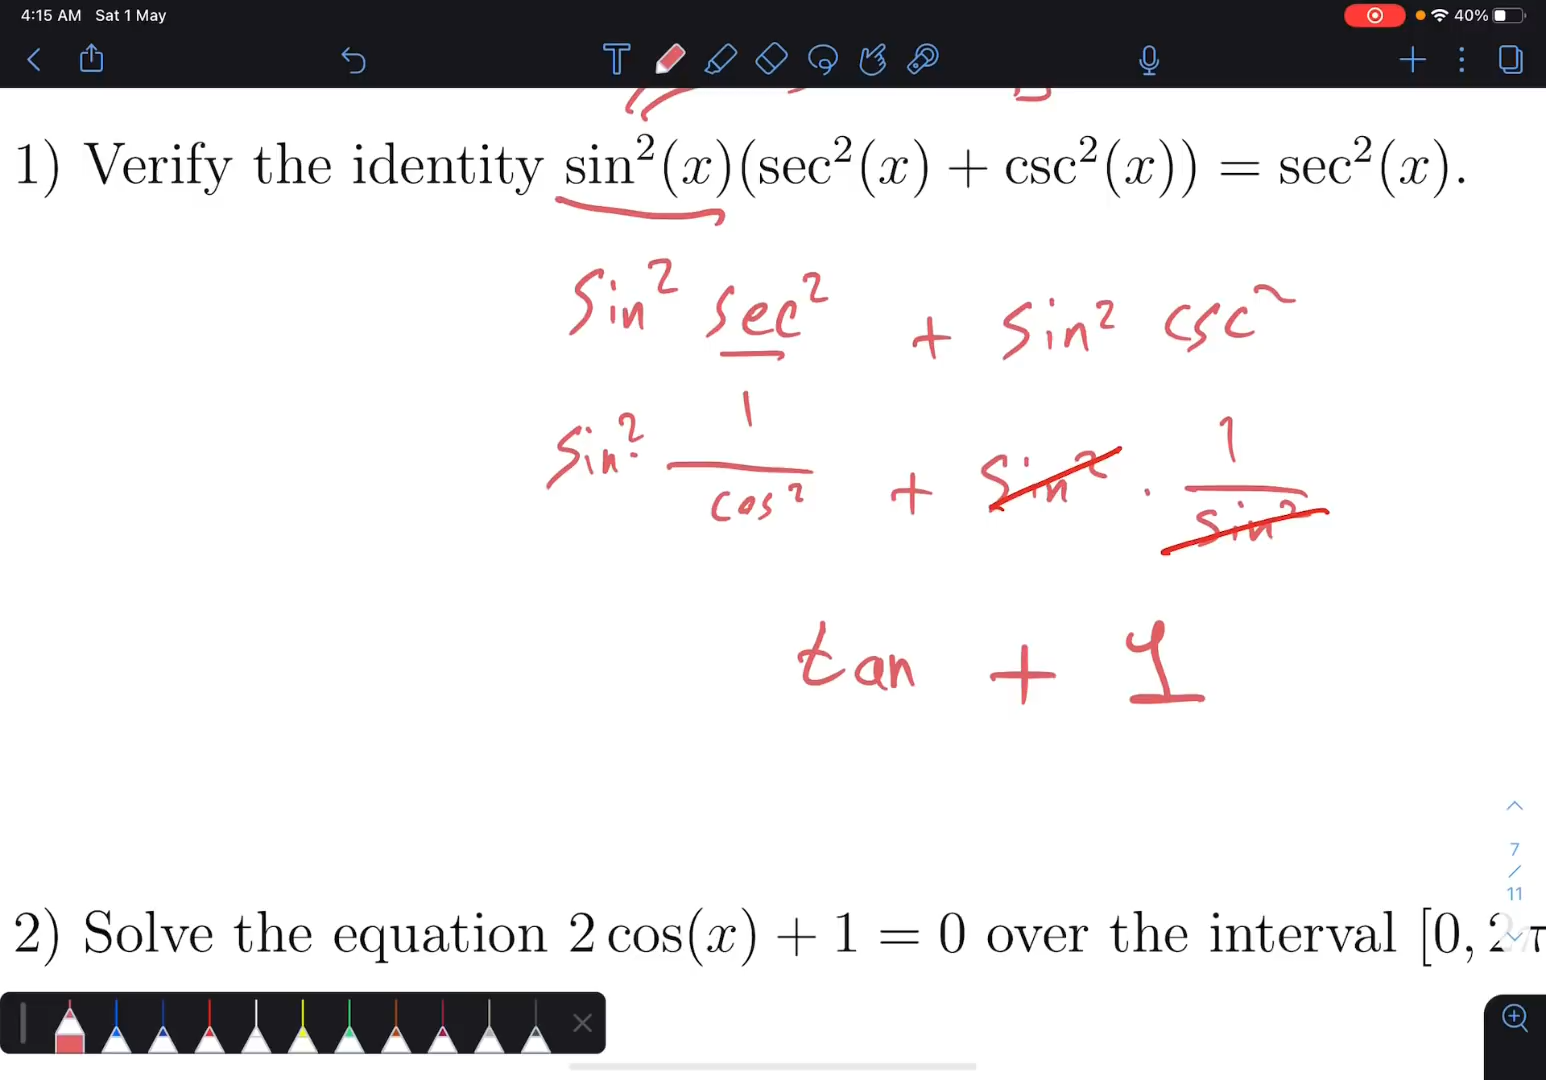 4:15 AM Sat 1 May
40%
T
1) Verify the identity sin²(x)(sec²(x) + csc²(x)) = sec²(x).
sin² sec² + sin² csc²
sin² · 1/cos² + sin² · 1/sin²
tan + 1
7
/
11
2) Solve the equation 2 cos(x) + 1 = 0 over the interval [0, 2π